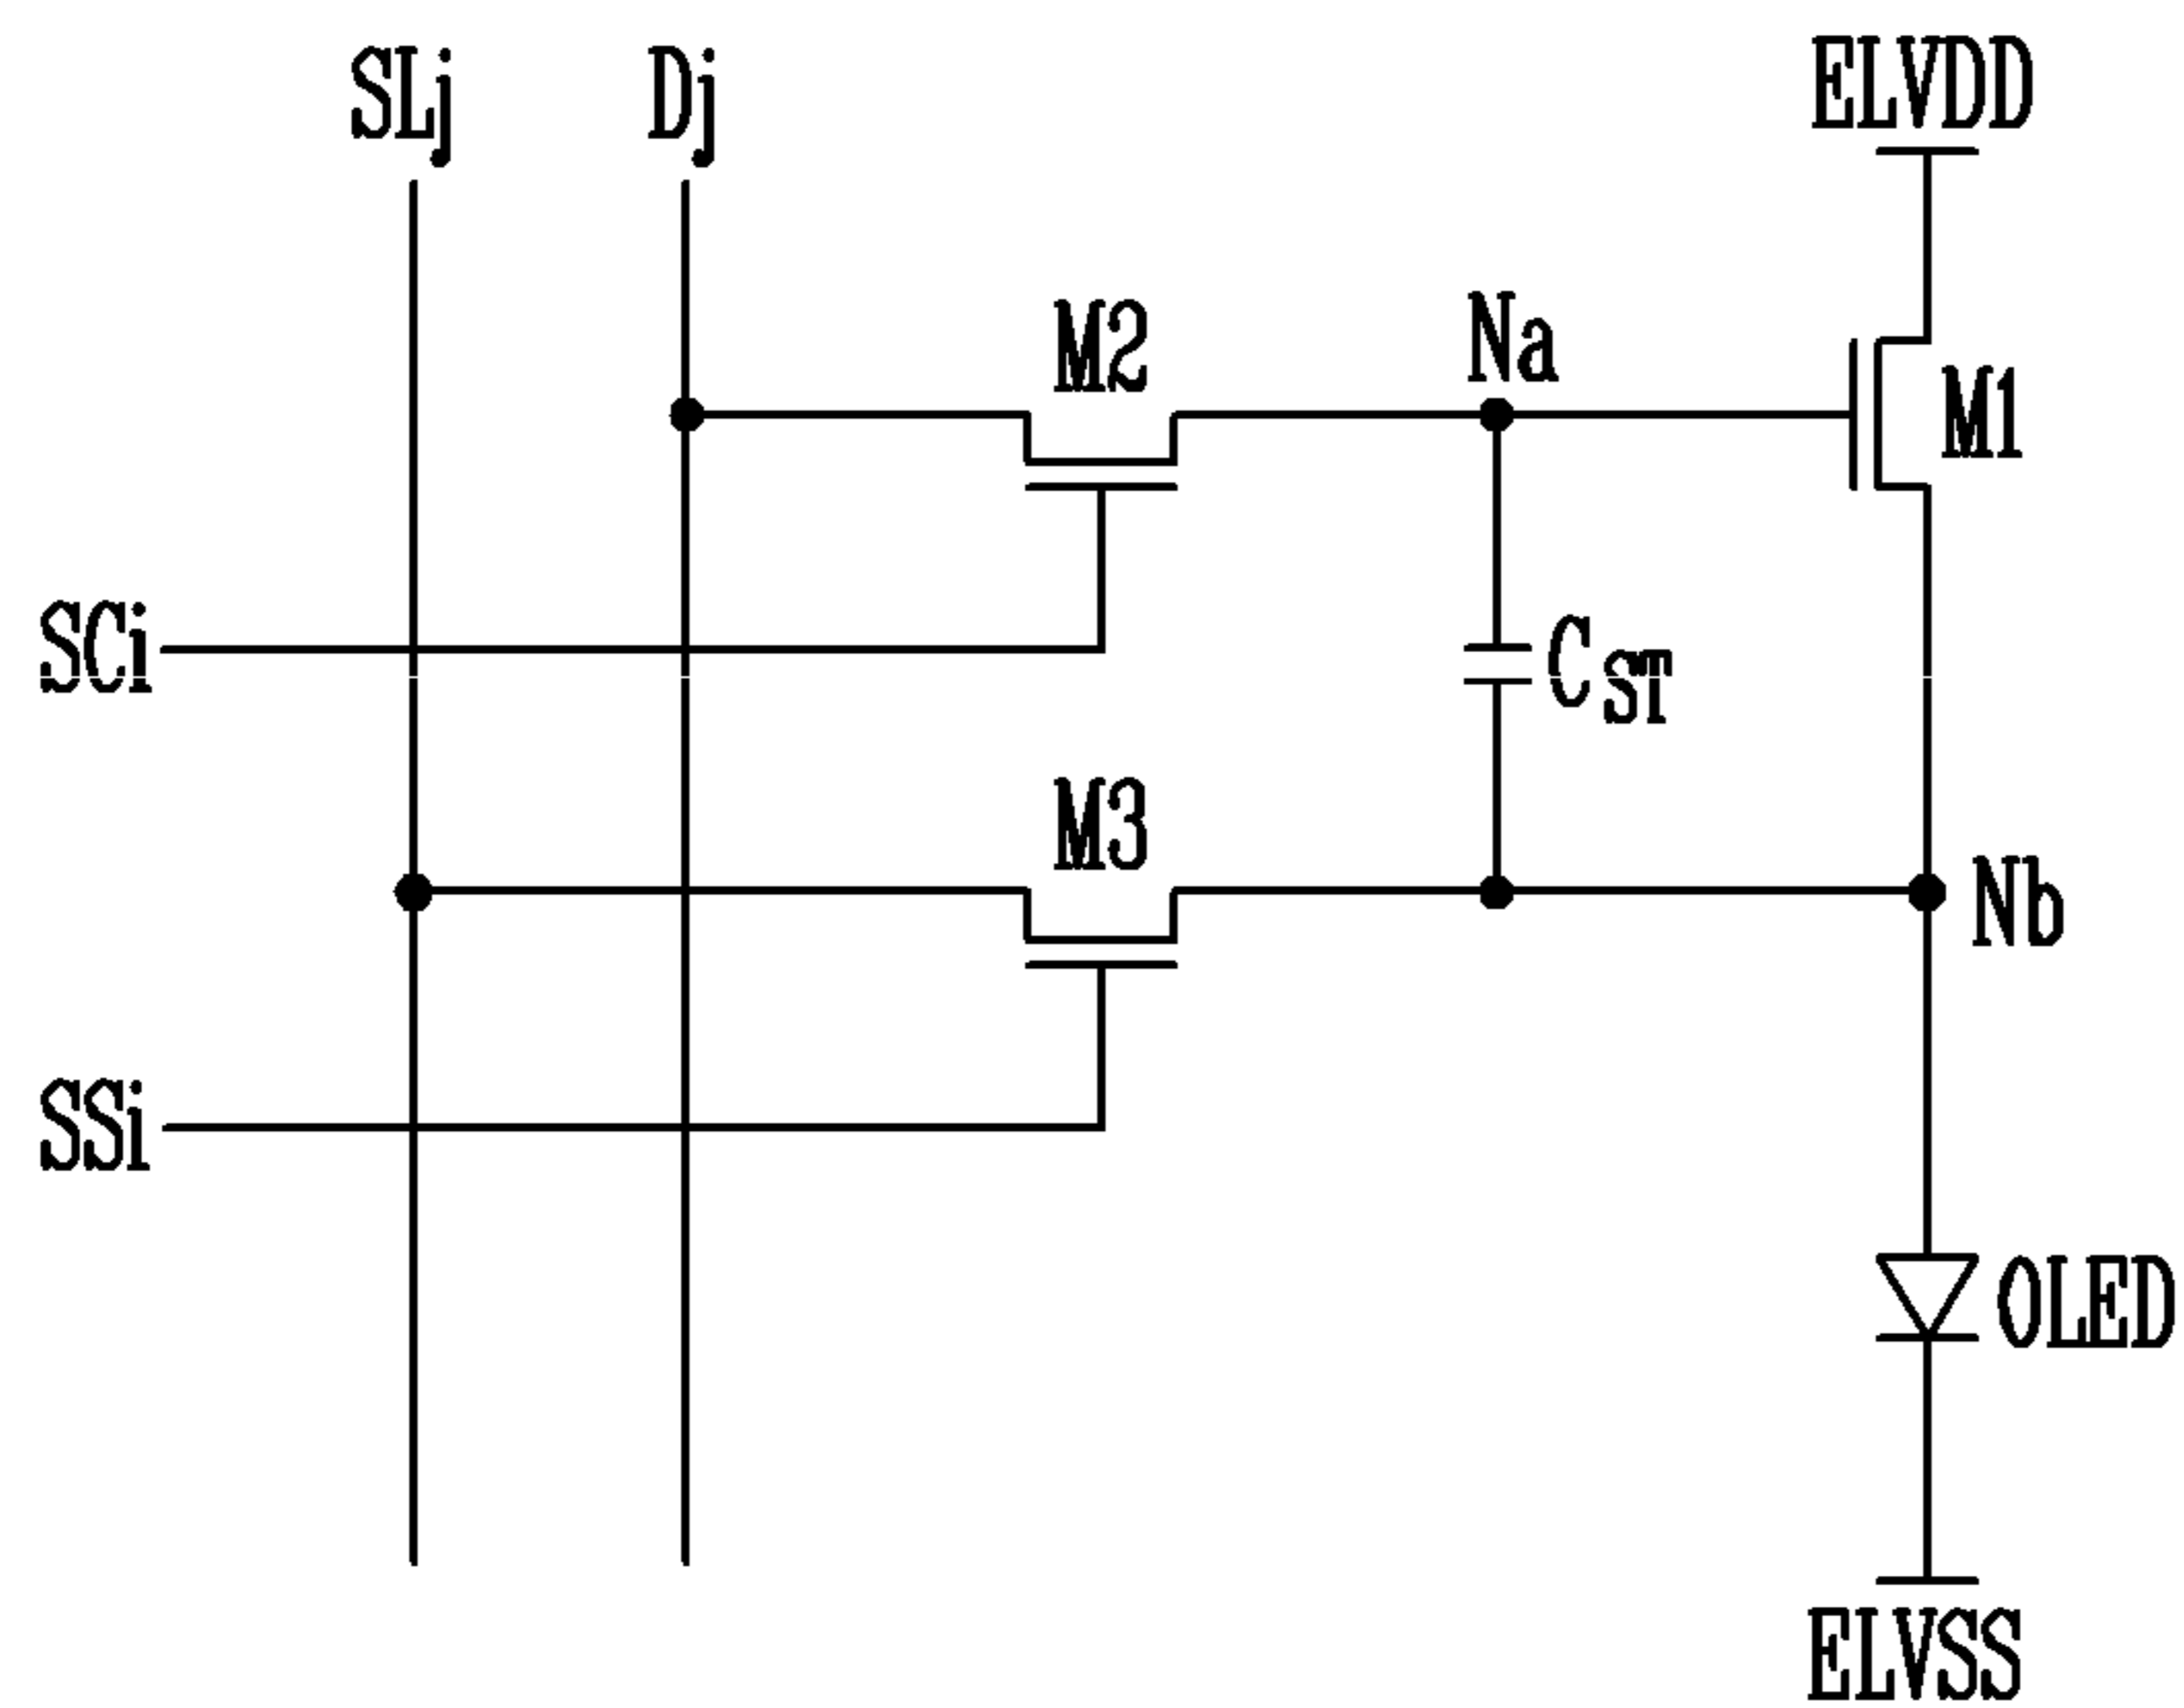 SLj
Dj
ELVDD
M2
Na
M1
SCi
CST
M3
Nb
SSi
OLED
ELVSS